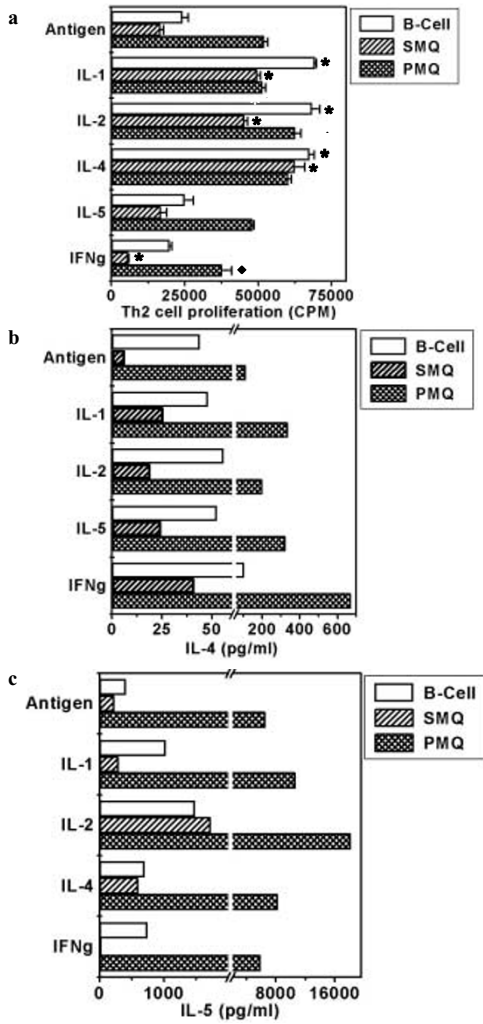 a
Antigen
IL-1
IL-2
IL-4
IL-5
IFNg
*
*
*
*
*
*
*
B-Cell
SMQ
PMQ
0 25000 50000 75000
Th2 cell proliferation (CPM)
b
Antigen
IL-1
IL-2
IL-5
IFNg
B-Cell
SMQ
PMQ
0 25 50 200 400 600
IL-4 (pg/ml)
c
Antigen
IL-1
IL-2
IL-4
IFNg
B-Cell
SMQ
PMQ
0 1000 8000 16000
IL-5 (pg/ml)